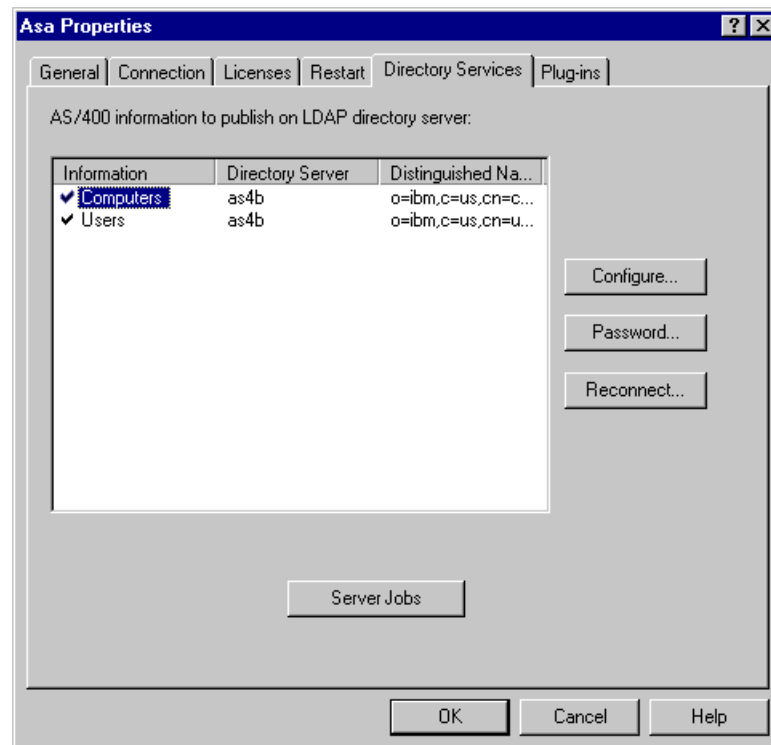 Asa Properties
General Connection Licenses Restart Directory Services Plug-ins
AS/400 information to publish on LDAP directory server:
Information Directory Server Distinguished Na...
Computers as4b o=ibm,c=us,cn=c...
Users as4b o=ibm,c=us,cn=u...
Configure...
Password...
Reconnect...
Server Jobs
OK Cancel Help